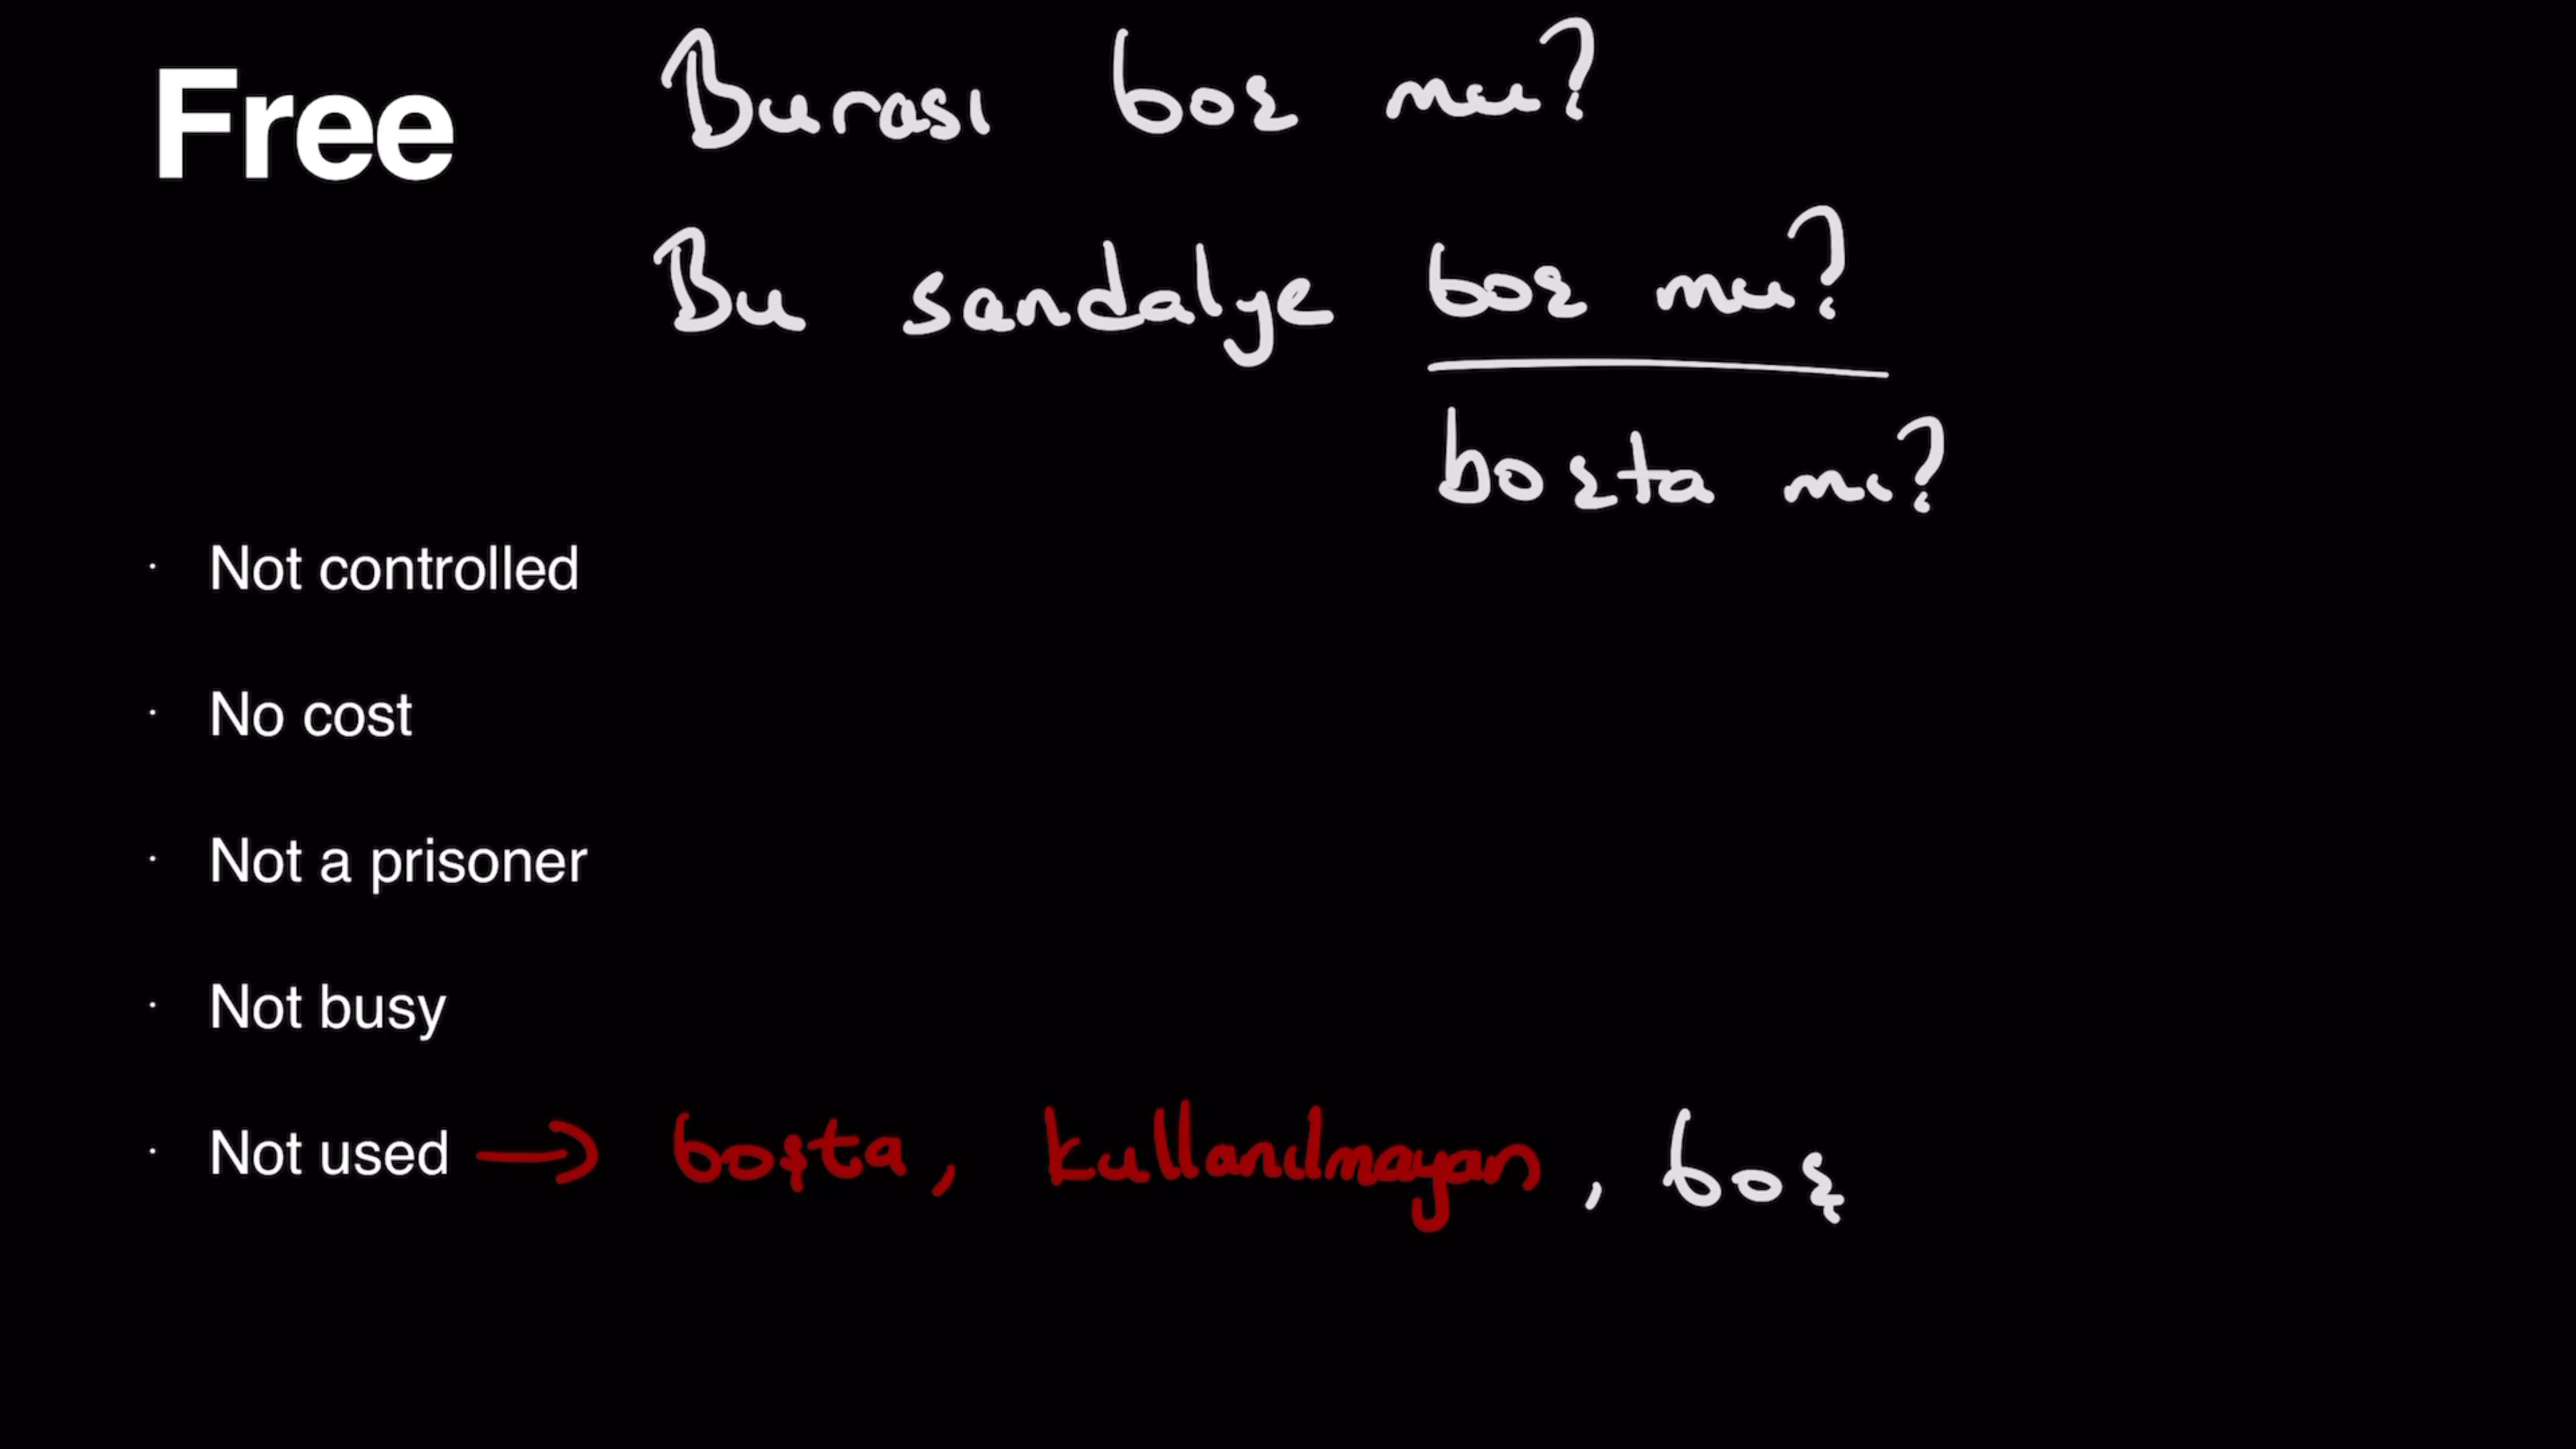 Free
Burası boş mu?
Bu sandalye boş mu?
boşta mı?
· Not controlled
· No cost
· Not a prisoner
· Not busy
· Not used → boşta, kullanılmayan, boş